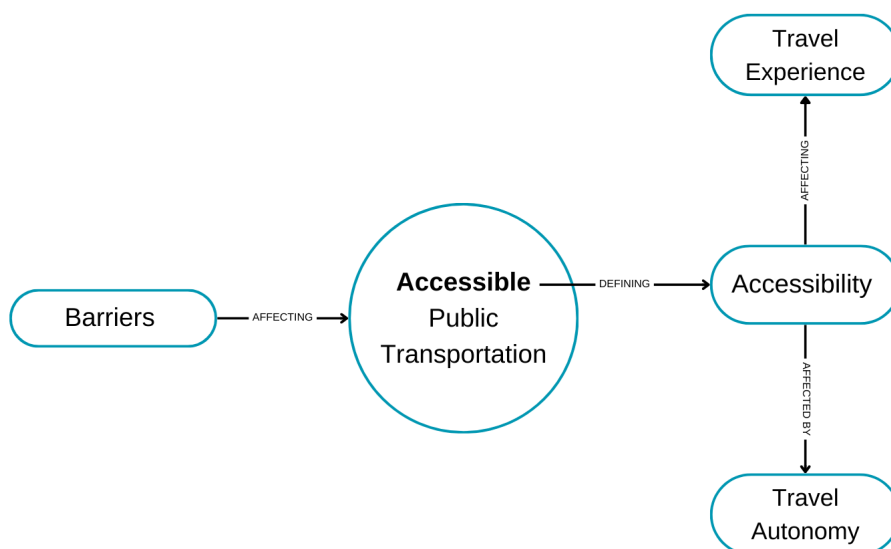 Travel
Experience
AFFECTING
Accessible
Public
Transportation
DEFINING
Accessibility
Barriers
AFFECTING
AFFECTED BY
Travel
Autonomy